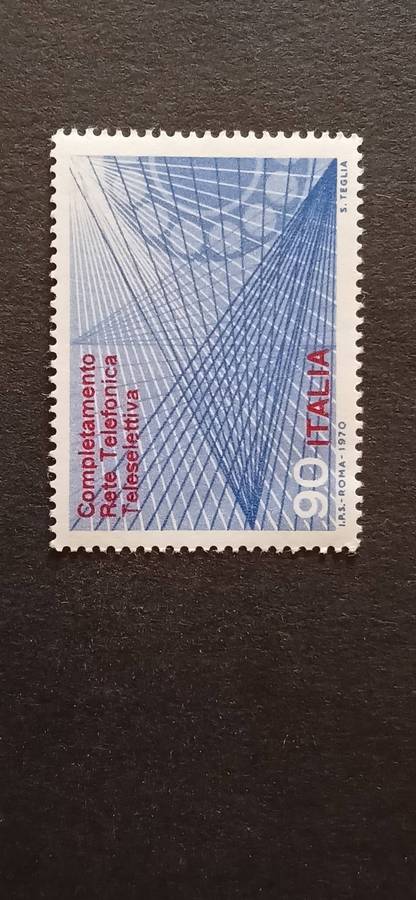 Completamento
Rete Telefonica
Teleselettiva
90 ITALIA
I.P.S.-ROMA-1970
S. TEGLIA